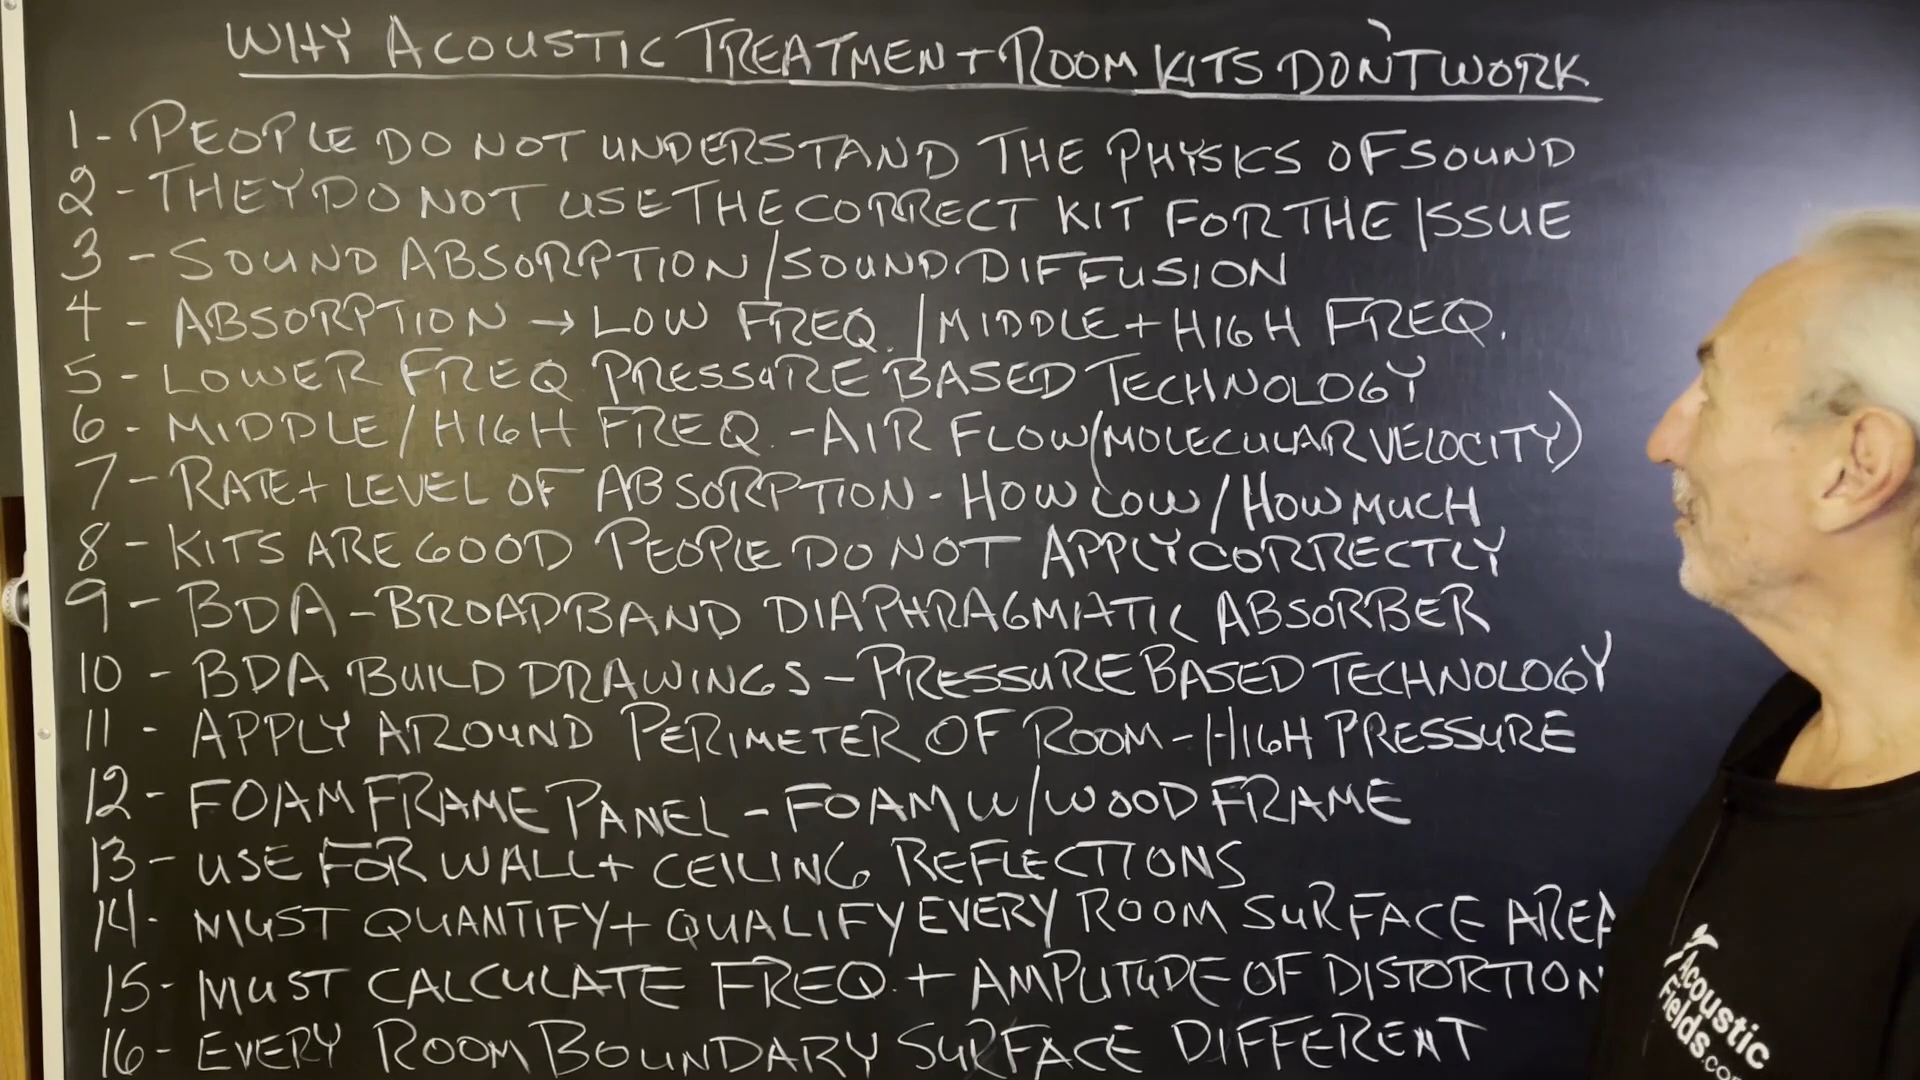 WHY ACOUSTIC TREATMENT + ROOM KITS DON'T WORK
1 - PEOPLE DO NOT UNDERSTAND THE PHYSICS OF SOUND
2 - THEY DO NOT USE THE CORRECT KIT FOR THE ISSUE
3 - SOUND ABSORPTION / SOUND DIFFUSION
4 - ABSORPTION → LOW FREQ. / MIDDLE + HIGH FREQ.
5 - LOWER FREQ PRESSURE BASED TECHNOLOGY
6 - MIDDLE / HIGH FREQ. - AIR FLOW (MOLECULAR VELOCITY)
7 - RATE + LEVEL OF ABSORPTION - HOW LOW / HOW MUCH
8 - KITS ARE GOOD PEOPLE DO NOT APPLY CORRECTLY
9 - BDA - BROADBAND DIAPHRAGMATIC ABSORBER
10 - BDA BUILD DRAWINGS - PRESSURE BASED TECHNOLOGY
11 - APPLY AROUND PERIMETER OF ROOM - HIGH PRESSURE
12 - FOAM FRAME PANEL - FOAM W/WOOD FRAME
13 - USE FOR WALL + CEILING REFLECTIONS
14 - MUST QUANTIFY + QUALIFY EVERY ROOM SURFACE AREA
15 - MUST CALCULATE FREQ. + AMPLITUDE OF DISTORTION
16 - EVERY ROOM BOUNDARY SURFACE DIFFERENT
Acoustic
Fields.com